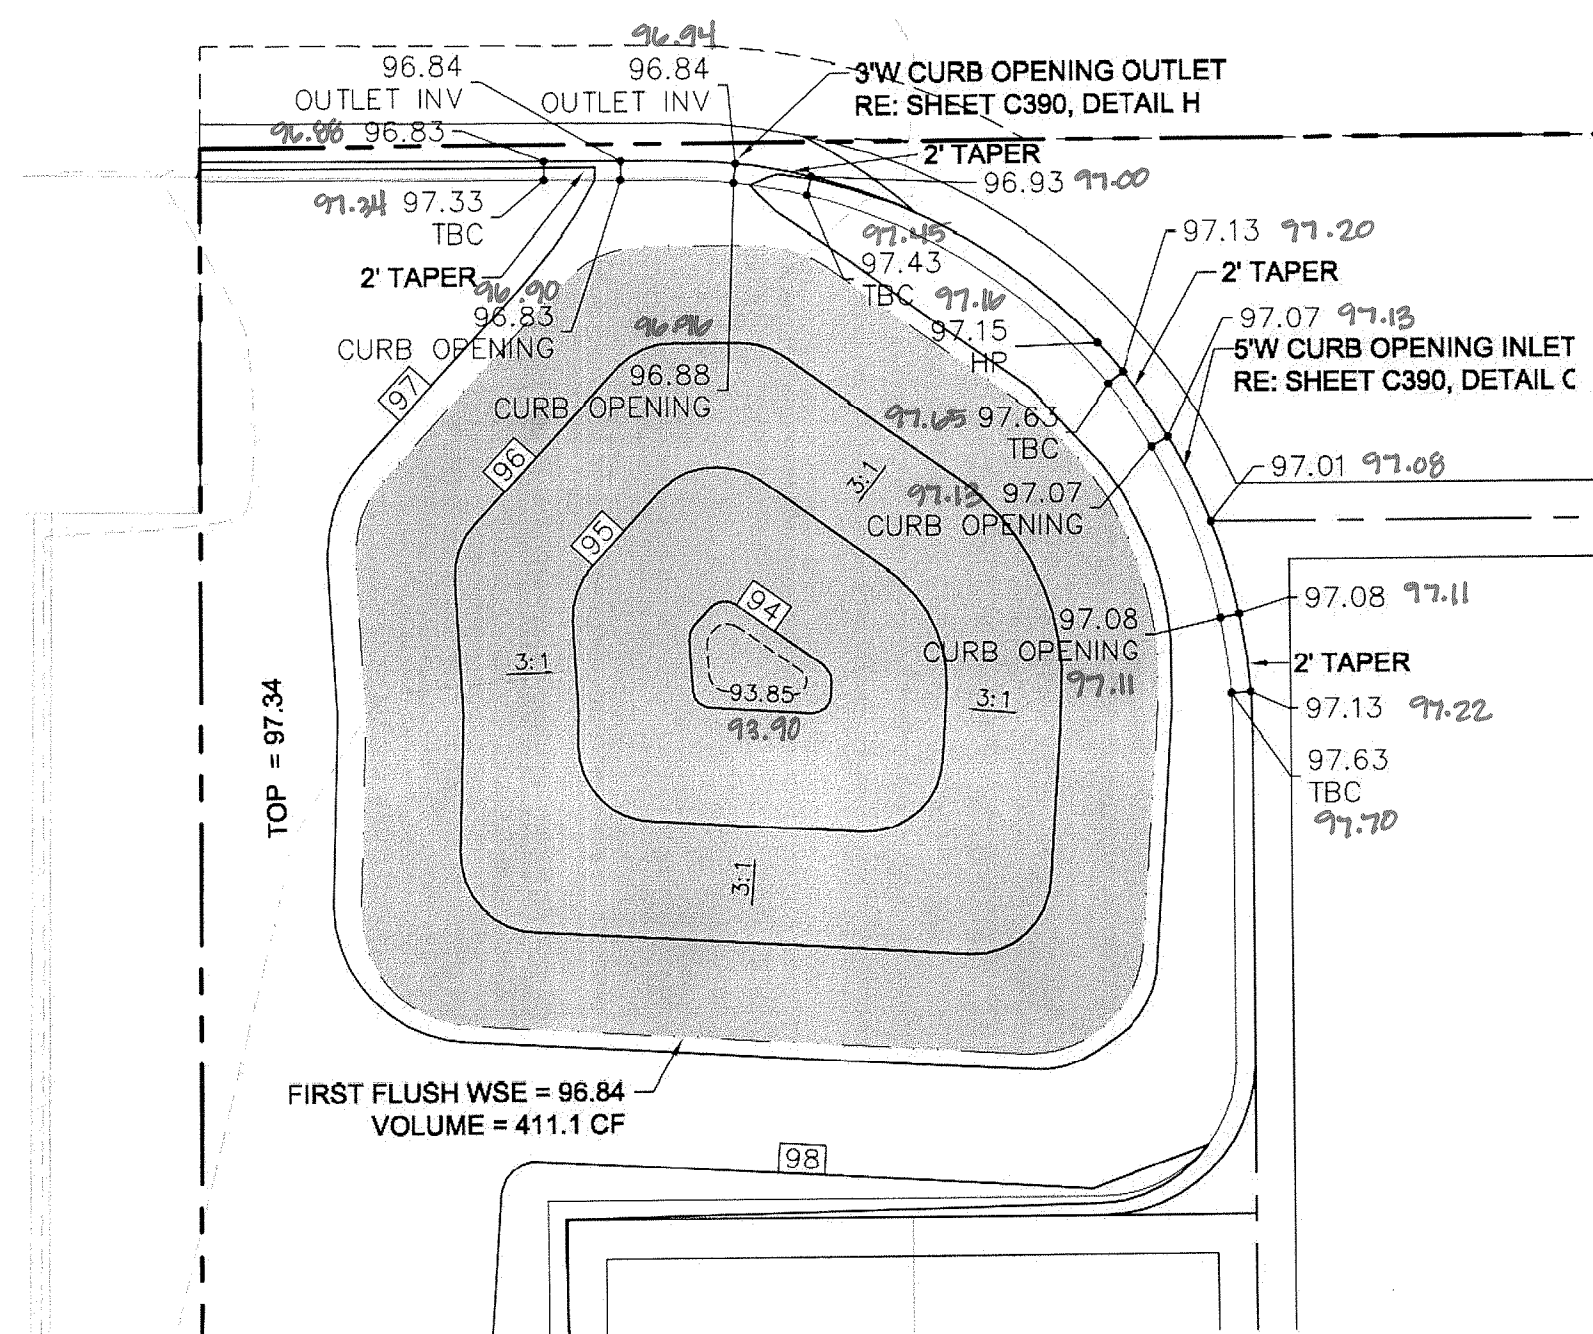 96.94
96.84
OUTLET INV
96.84
OUTLET INV
3'W CURB OPENING OUTLET
RE: SHEET C390, DETAIL H
96.88 96.83
2' TAPER
96.93 97.00
97.34 97.33
TBC
97.45
97.43
TBC
97.13 97.20
2' TAPER
2' TAPER
96.90
96.83
CURB OPENING
97.16
97.15
HP
97.07 97.13
5'W CURB OPENING INLET
RE: SHEET C390, DETAIL C
96.96
96.88
CURB OPENING
97
97.65 97.63
TBC
96
3:1
97.01 97.08
97.13 97.07
CURB OPENING
95
94
97.08 97.11
97.08
CURB OPENING
97.11
3:1
93.85
93.90
3:1
2' TAPER
97.13 97.22
97.63
TBC
97.70
TOP = 97.34
3:1
FIRST FLUSH WSE = 96.84
VOLUME = 411.1 CF
98